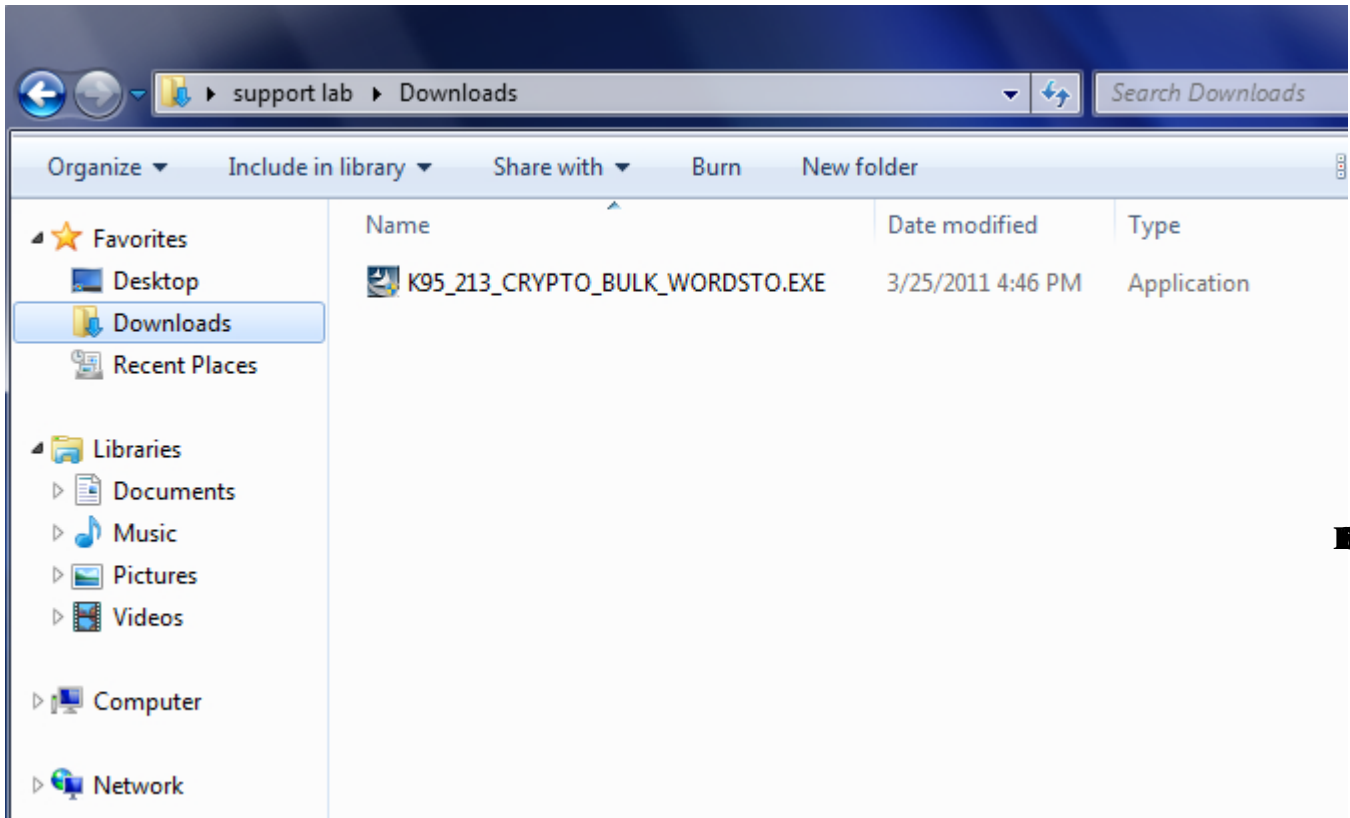 support lab Downloads Search Downloads
Organize Include in library Share with Burn New folder
Name Date modified Type
K95_213_CRYPTO_BULK_WORDSTO.EXE 3/25/2011 4:46 PM Application
Favorites
Desktop
Downloads
Recent Places
Libraries
Documents
Music
Pictures
Videos
Computer
Network